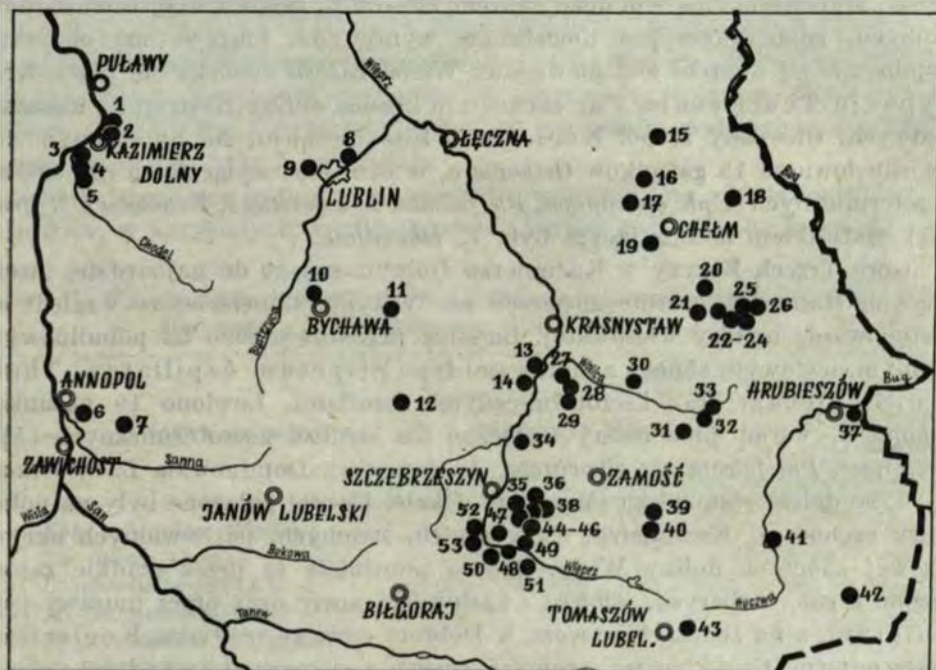 PUŁAWY
1
2
KAZIMIERZ
DOLNY
3
4
5
Chodel
Wieprz
ŁĘCZNA
8
9
LUBLIN
15
16
17
18
Bug
CHEŁM
19
10
11
BYCHAWA
Bystrzyca
20
21
25
26
22-24
KRASNYSTAW
13
14
27
28
29
Wolica
30
31
32
33
HRUBIESZÓW
Bug
37
ANNOPOL
6
7
ZAWICHOST
Sanna
12
34
SZCZEBRZESZYN
ZAMOŚĆ
JANÓW LUBELSKI
35
36
38
39
40
44-46
47
52
53
50
48
49
51
Wieprz
Wisła
San
Bukowa
Tanew
BIŁGORAJ
41
Huczwa
42
TOMASZÓW
LUBEL.
43